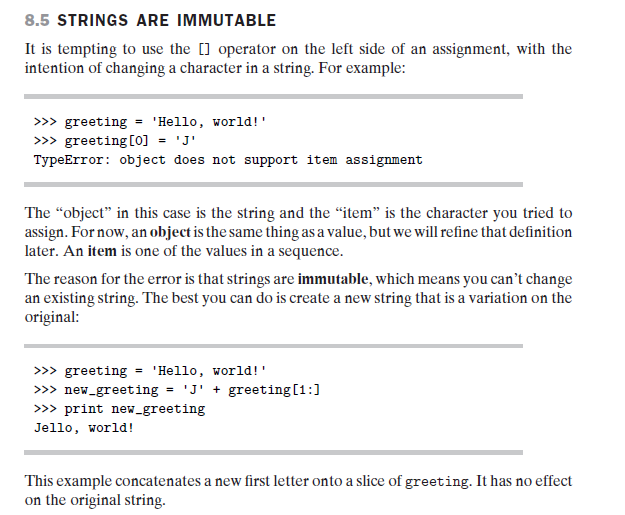 8.5 STRINGS ARE IMMUTABLE
It is tempting to use the [] operator on the left side of an assignment, with the
intention of changing a character in a string. For example:
>>> greeting = 'Hello, world!'
>>> greeting[0] = 'J'
TypeError: object does not support item assignment
The “object” in this case is the string and the “item” is the character you tried to
assign. For now, an object is the same thing as a value, but we will refine that definition
later. An item is one of the values in a sequence.
The reason for the error is that strings are immutable, which means you can’t change
an existing string. The best you can do is create a new string that is a variation on the
original:
>>> greeting = 'Hello, world!'
>>> new_greeting = 'J' + greeting[1:]
>>> print new_greeting
Jello, world!
This example concatenates a new first letter onto a slice of greeting. It has no effect
on the original string.